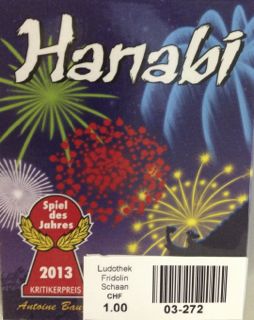 Hanabi
Spiel
des
Jahres
2013
KRITIKERPREIS
Antoine Bau
Ludothek
Fridolin
Schaan
CHF
1.00
03-272